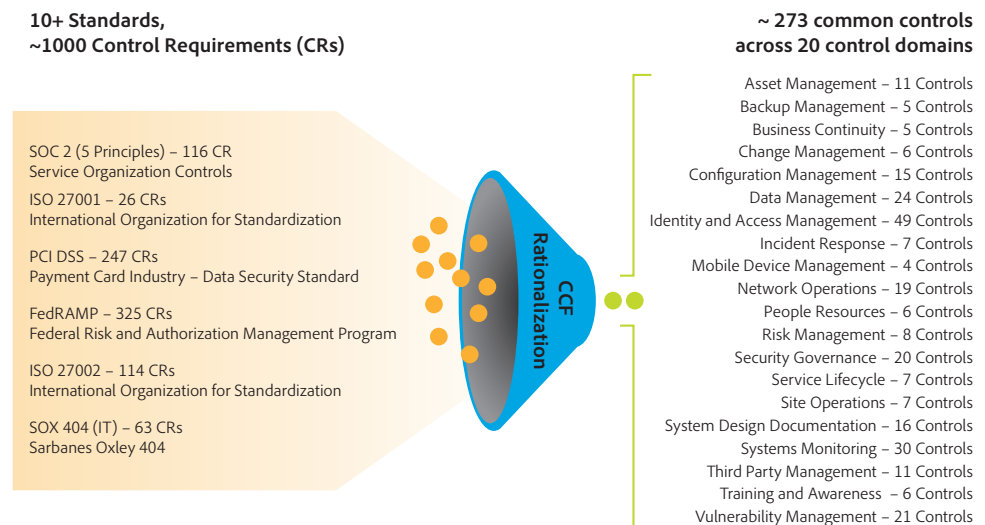 10+ Standards,
~1000 Control Requirements (CRs)
SOC 2 (5 Principles) – 116 CR
Service Organization Controls
ISO 27001 – 26 CRs
International Organization for Standardization
PCI DSS – 247 CRs
Payment Card Industry – Data Security Standard
FedRAMP – 325 CRs
Federal Risk and Authorization Management Program
ISO 27002 – 114 CRs
International Organization for Standardization
SOX 404 (IT) – 63 CRs
Sarbanes Oxley 404
CCF
Rationalization
~ 273 common controls
across 20 control domains
Asset Management – 11 Controls
Backup Management – 5 Controls
Business Continuity – 5 Controls
Change Management – 6 Controls
Configuration Management – 15 Controls
Data Management – 24 Controls
Identity and Access Management – 49 Controls
Incident Response – 7 Controls
Mobile Device Management – 4 Controls
Network Operations – 19 Controls
People Resources – 6 Controls
Risk Management – 8 Controls
Security Governance – 20 Controls
Service Lifecycle – 7 Controls
Site Operations – 7 Controls
System Design Documentation – 16 Controls
Systems Monitoring – 30 Controls
Third Party Management – 11 Controls
Training and Awareness – 6 Controls
Vulnerability Management – 21 Controls